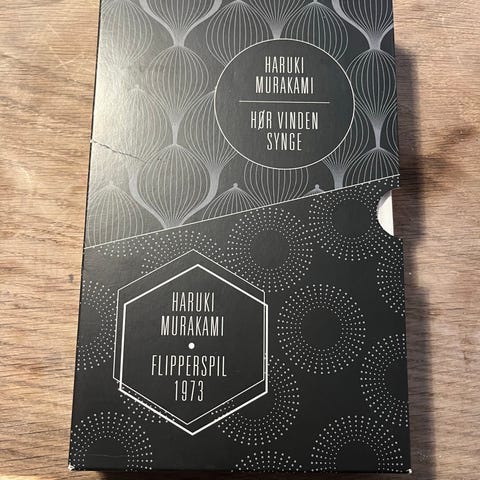 HARUKI
MURAKAMI
HØR VINDEN
SYNGE
HARUKI
MURAKAMI
FLIPPERSPIL
1973